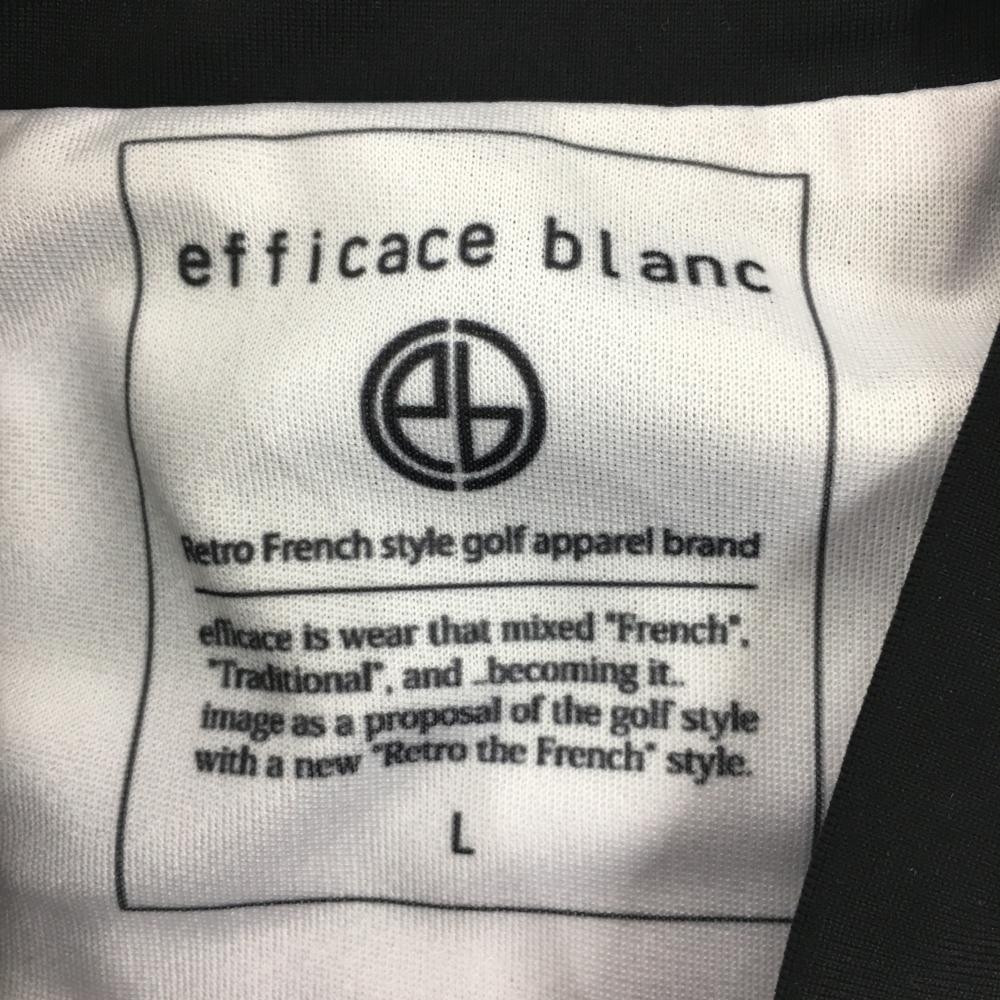 efficace blanc
eb
Retro French style golf apparel brand
efficace is wear that mixed "French",
"Traditional", and _becoming it..
image as a proposal of the golf style
with a new "Retro the French" style.
L